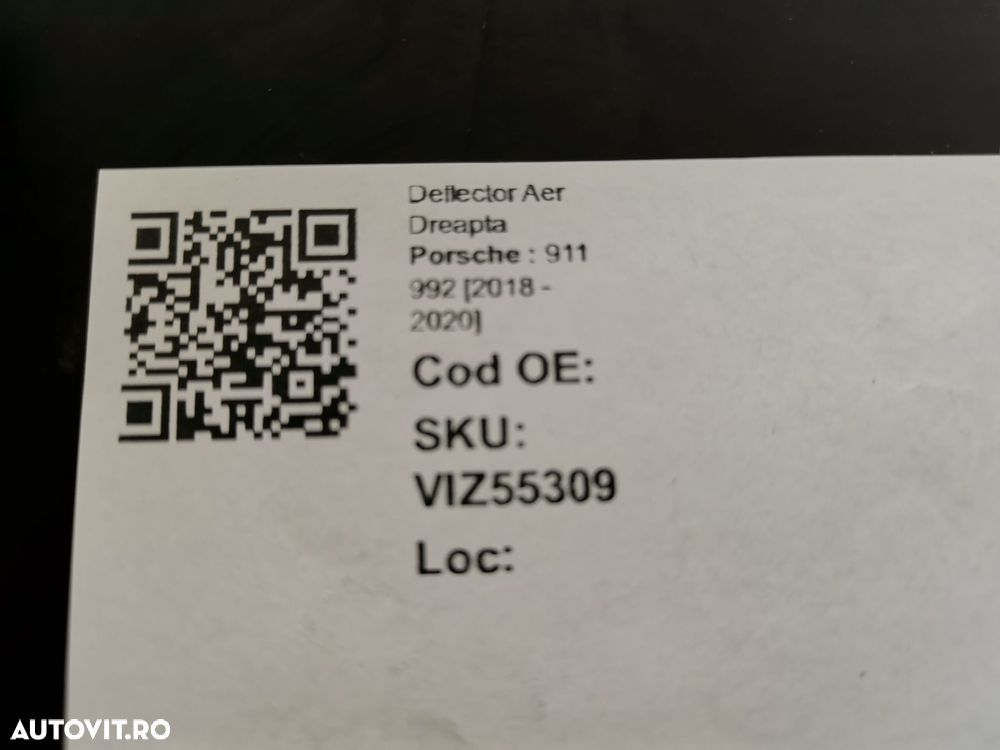 Deflector Aer
Dreapta
Porsche : 911
992 [2018 -
2020]
Cod OE:
SKU:
VIZ55309
Loc:
AUTOVIT.RO